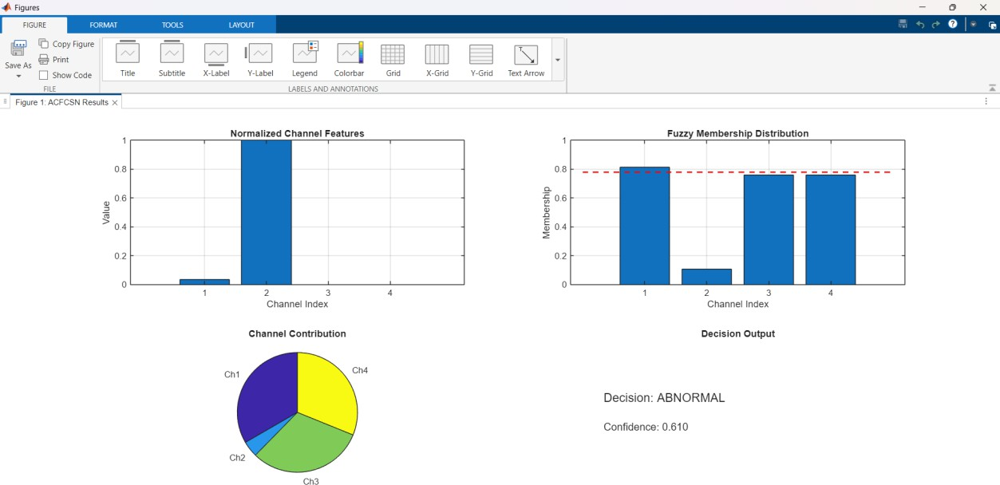 Figures
FIGURE FORMAT TOOLS LAYOUT
Save As
Copy Figure
Print
Show Code
FILE
Title Subtitle X-Label Y-Label Legend Colorbar Grid X-Grid Y-Grid Text Arrow
LABELS AND ANNOTATIONS
Figure 1: ACFCSN Results
Normalized Channel Features
1
0.8
0.6
0.4
0.2
0
Value
1 2 3 4
Channel Index
Fuzzy Membership Distribution
1
0.8
0.6
0.4
0.2
0
Membership
1 2 3 4
Channel Index
Channel Contribution
Ch1
Ch4
Ch2
Ch3
Decision Output
Decision: ABNORMAL
Confidence: 0.610